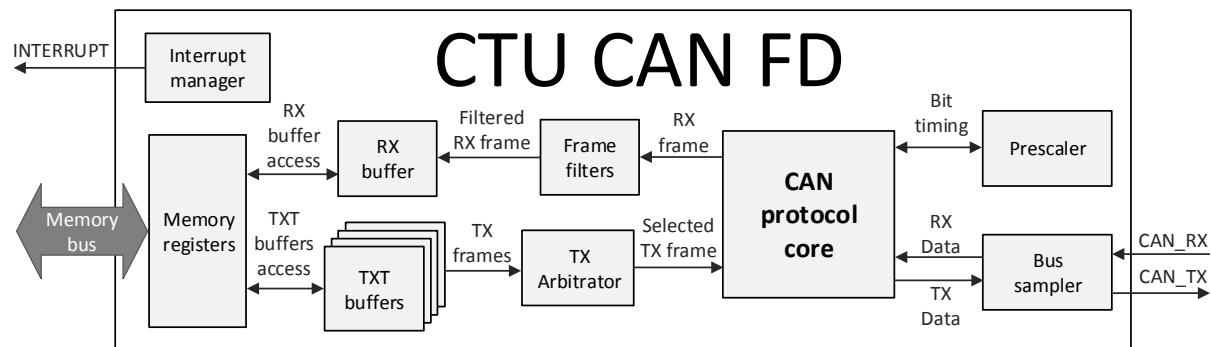 CTU CAN FD
INTERRUPT
Interrupt
manager
RX
buffer
access
RX
buffer
Filtered
RX frame
Frame
filters
RX
frame
Bit
timing
Prescaler
CAN
protocol
core
Memory
bus
Memory
registers
TXT
buffers
access
TXT
buffers
TX
frames
TX
Arbitrator
Selected
TX frame
RX
Data
TX
Data
Bus
sampler
CAN_RX
CAN_TX